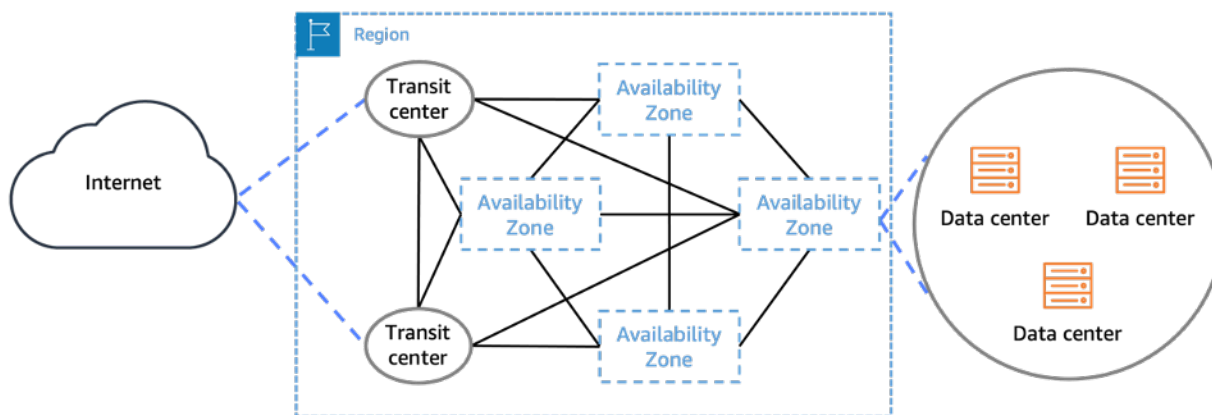 Region
Internet
Transit
center
Availability
Zone
Availability
Zone
Availability
Zone
Transit
center
Availability
Zone
Data center
Data center
Data center